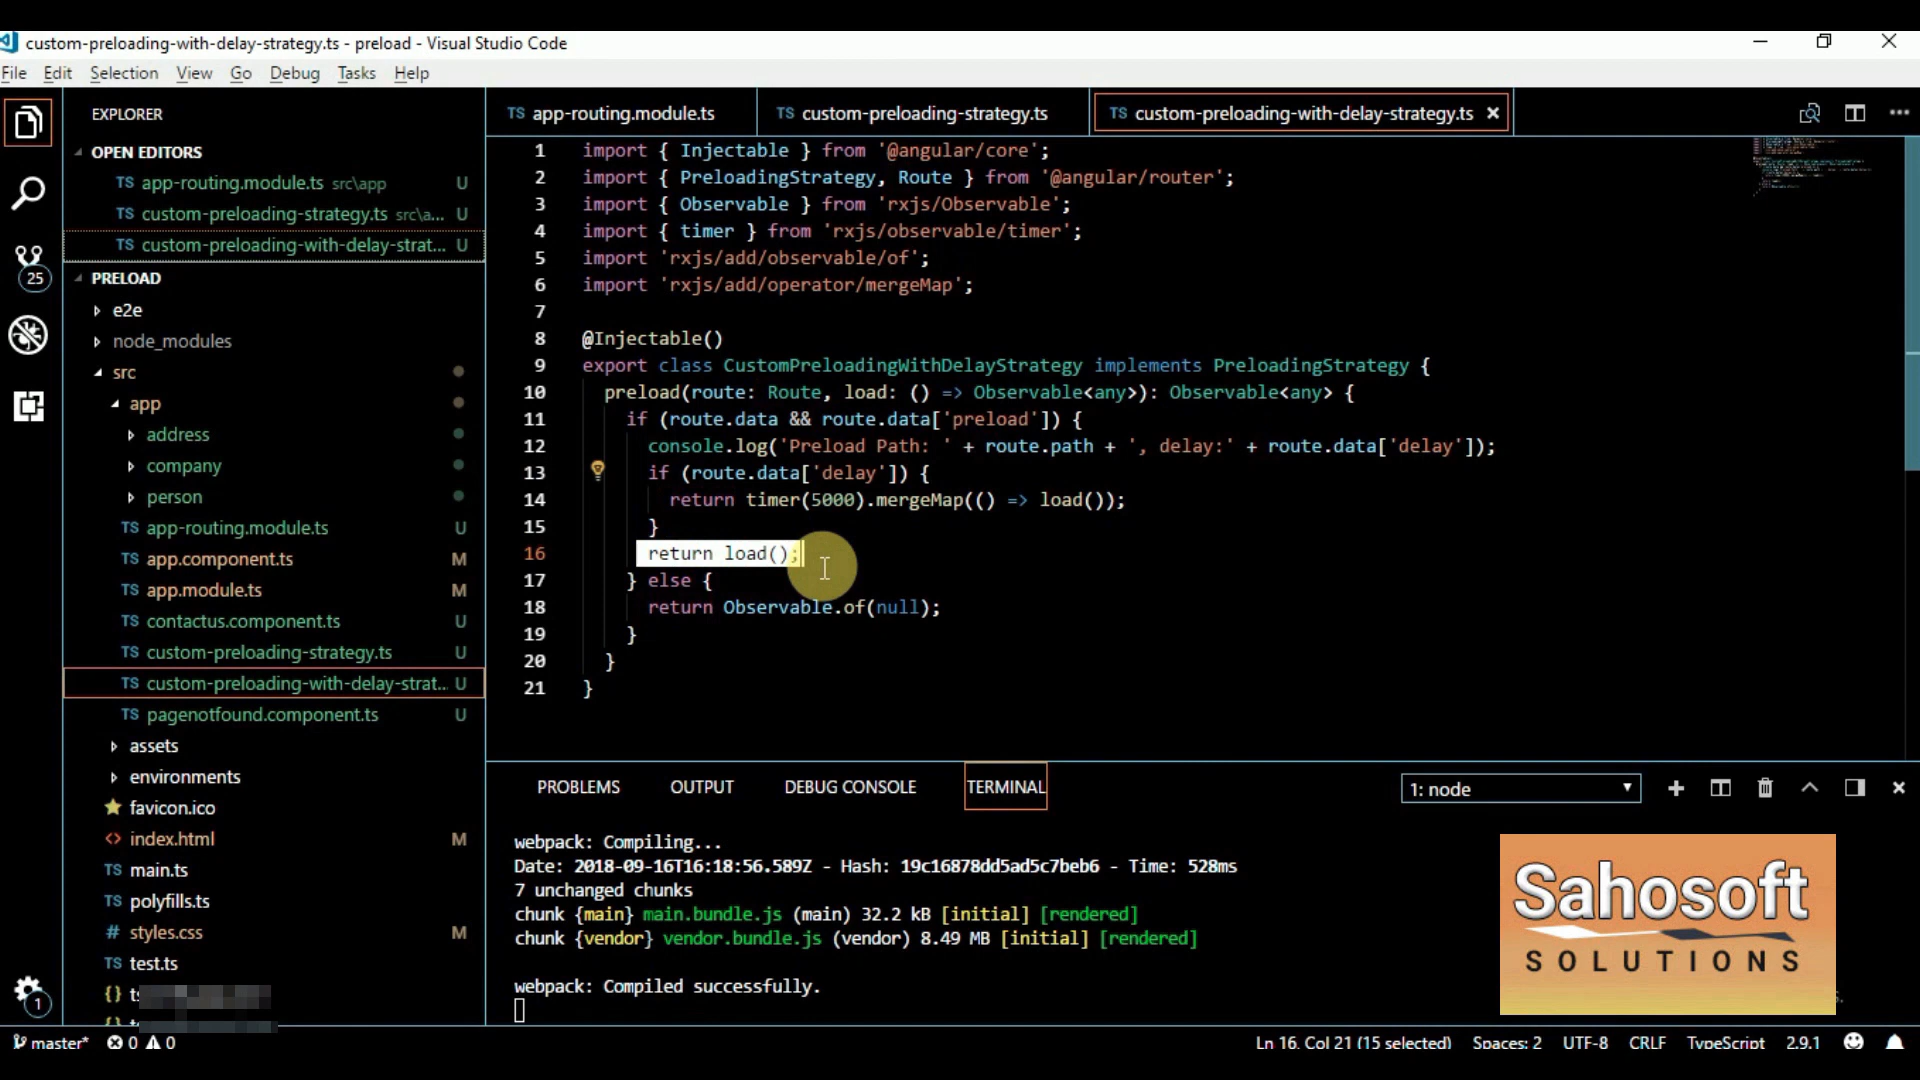 custom-preloading-with-delay-strategy.ts - preload - Visual Studio Code
File Edit Selection View Go Debug Tasks Help
EXPLORER
OPEN EDITORS
TS app-routing.module.ts src\app U
TS custom-preloading-strategy.ts src\a... U
TS custom-preloading-with-delay-strat... U
25
PRELOAD
e2e
node_modules
src
app
address
company
person
TS app-routing.module.ts U
TS app.component.ts M
TS app.module.ts M
TS contactus.component.ts U
TS custom-preloading-strategy.ts U
TS custom-preloading-with-delay-strat... U
TS pagenotfound.component.ts U
assets
environments
favicon.ico
<> index.html M
TS main.ts
TS polyfills.ts
# styles.css M
TS test.ts
{}
1
TS app-routing.module.ts TS custom-preloading-strategy.ts TS custom-preloading-with-delay-strategy.ts
1 import { Injectable } from '@angular/core';
2 import { PreloadingStrategy, Route } from '@angular/router';
3 import { Observable } from 'rxjs/Observable';
4 import { timer } from 'rxjs/observable/timer';
5 import 'rxjs/add/observable/of';
6 import 'rxjs/add/operator/mergeMap';
7
8 @Injectable()
9 export class CustomPreloadingWithDelayStrategy implements PreloadingStrategy {
10 preload(route: Route, load: () => Observable<any>): Observable<any> {
11 if (route.data && route.data['preload']) {
12 console.log('Preload Path: ' + route.path + ', delay:' + route.data['delay']);
13 if (route.data['delay']) {
14 return timer(5000).mergeMap(() => load());
15 }
16 return load();
17 } else {
18 return Observable.of(null);
19 }
20 }
21 }
PROBLEMS OUTPUT DEBUG CONSOLE TERMINAL 1: node
webpack: Compiling...
Date: 2018-09-16T16:18:56.589Z - Hash: 19c16878dd5ad5c7beb6 - Time: 528ms
7 unchanged chunks
chunk {main} main.bundle.js (main) 32.2 kB [initial] [rendered]
chunk {vendor} vendor.bundle.js (vendor) 8.49 MB [initial] [rendered]
webpack: Compiled successfully.
Sahosoft
SOLUTIONS
master* 0 0 Ln 16, Col 21 (15 selected) Spaces: 2 UTF-8 CRLF TypeScript 2.9.1